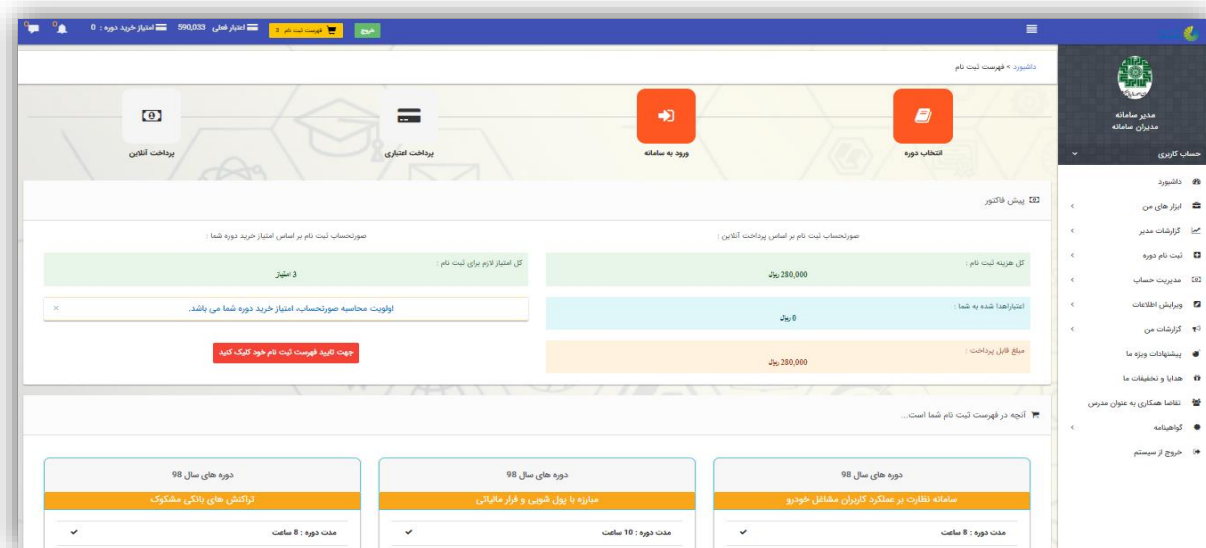 خروج
فهرست ثبت نام 3
اعتبار فعلی 590,033
امتیاز خرید دوره : 0
داشبورد > فهرست ثبت نام
مدیر سامانه
مدیران سامانه
حساب کاربری
داشبورد
ابزار های من
گزارشات مدیر
ثبت نام دوره
مدیریت حساب
ویرایش اطلاعات
گزارشات من
پیشنهادات ویژه ما
هدایا و تخفیفات ما
تقاضا همکاری به عنوان مدرس
گواهینامه
خروج از سیستم
انتخاب دوره
ورود به سامانه
پرداخت اعتباری
پرداخت آنلاین
پیش فاکتور
صورتحساب ثبت نام بر اساس پرداخت آنلاین :
کل هزینه ثبت نام :
280,000 ریال
اعتباراهدا شده به شما :
0 ریال
مبلغ قابل پرداخت :
280,000 ریال
صورتحساب ثبت نام بر اساس امتیاز خرید دوره شما :
کل امتیاز لازم برای ثبت نام :
3 امتیاز
اولویت محاسبه صورتحساب، امتیاز خرید دوره شما می باشد.
جهت تایید فهرست ثبت نام خود کلیک کنید
آنچه در فهرست ثبت نام شما است...
دوره های سال 98
سامانه نظارت بر عملکرد کاربران مشاغل خودرو
مدت دوره : 8 ساعت
دوره های سال 98
مبارزه با پول شویی و فرار مالیاتی
مدت دوره : 10 ساعت
دوره های سال 98
تراکنش های بانکی مشکوک
مدت دوره : 8 ساعت